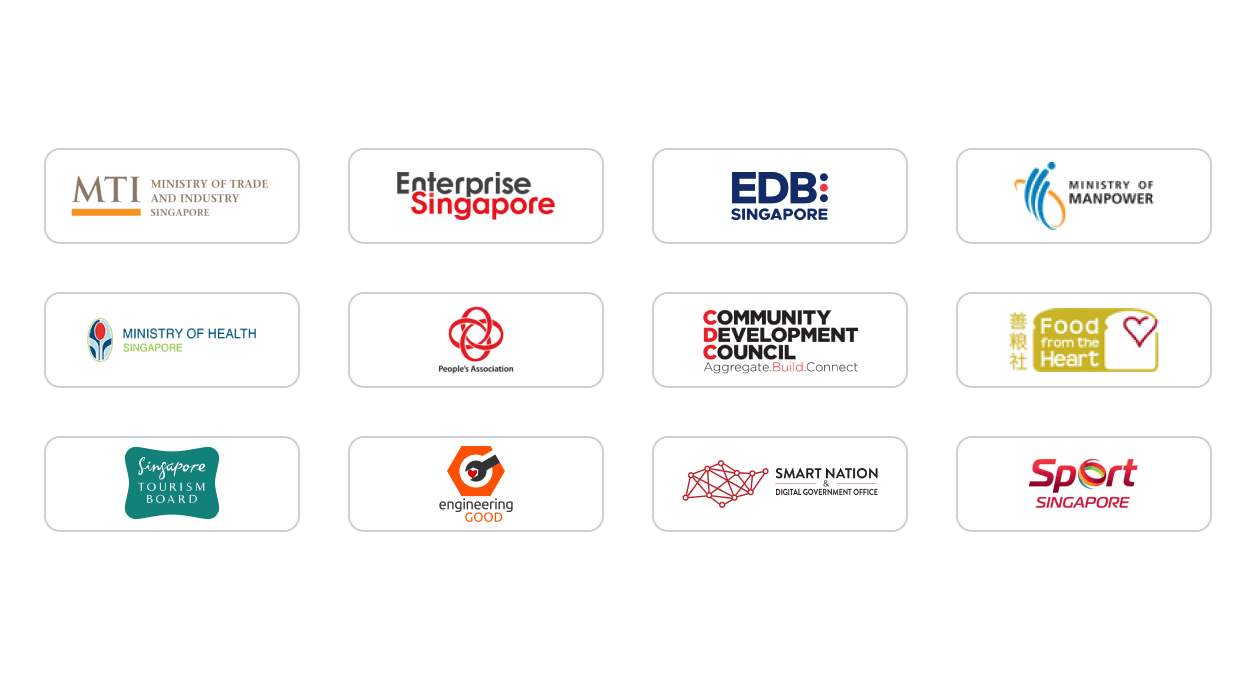 MTI
MINISTRY OF TRADE
AND INDUSTRY
SINGAPORE
Enterprise
Singapore
EDB:
SINGAPORE
MINISTRY OF
MANPOWER
MINISTRY OF HEALTH
SINGAPORE
People's Association
COMMUNITY
DEVELOPMENT
COUNCIL
Aggregate.Build.Connect
善粮社
Food
from the
Heart
Singapore
TOURISM
BOARD
engineering
GOOD
SMART NATION
&
DIGITAL GOVERNMENT OFFICE
Sport
SINGAPORE